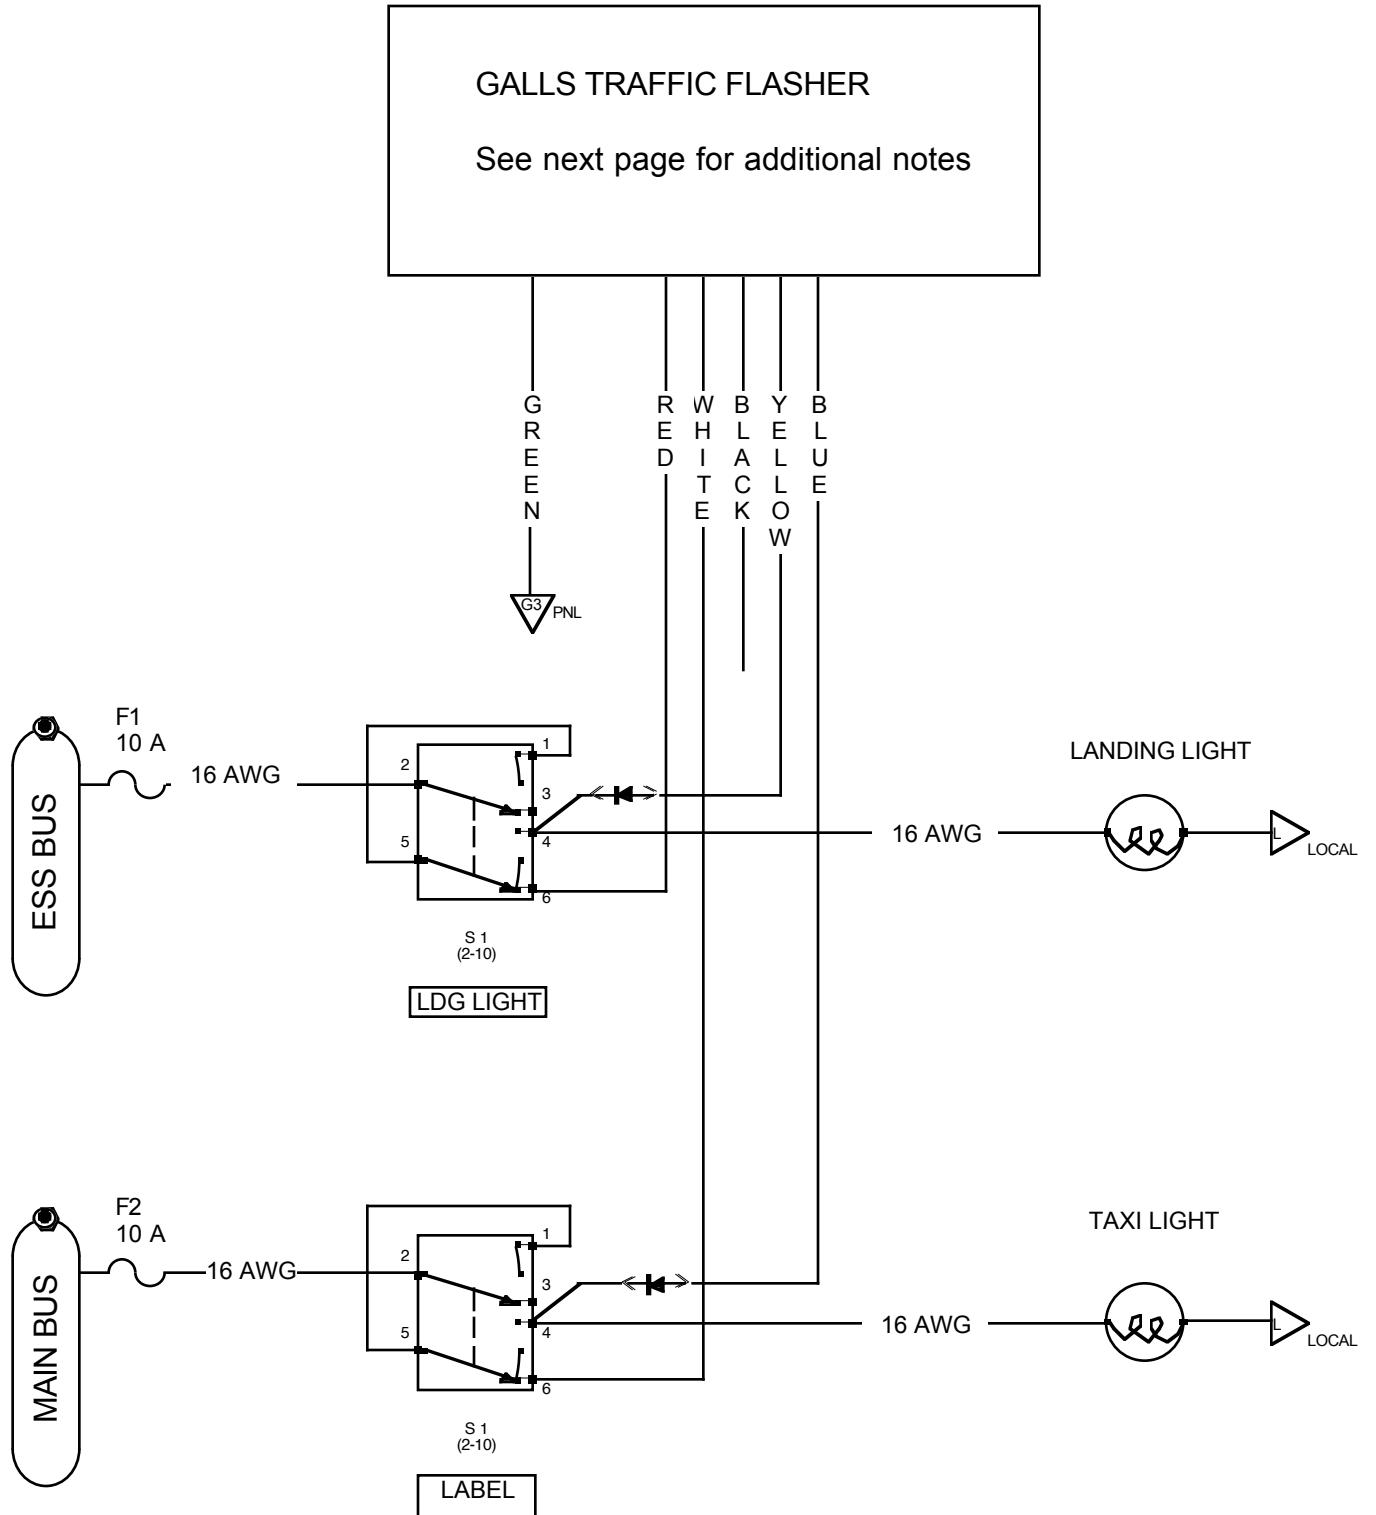 GALLS TRAFFIC FLASHER
See next page for additional notes
GREEN
RED
WHITE
BLACK
YELLOW
BLUE
G3
PNL
ESS BUS
F1
10 A
16 AWG
1
2
3
4
5
6
S 1
(2-10)
LDG LIGHT
16 AWG
LANDING LIGHT
L
LOCAL
MAIN BUS
F2
10 A
16 AWG
1
2
3
4
5
6
S 1
(2-10)
LABEL
16 AWG
TAXI LIGHT
L
LOCAL